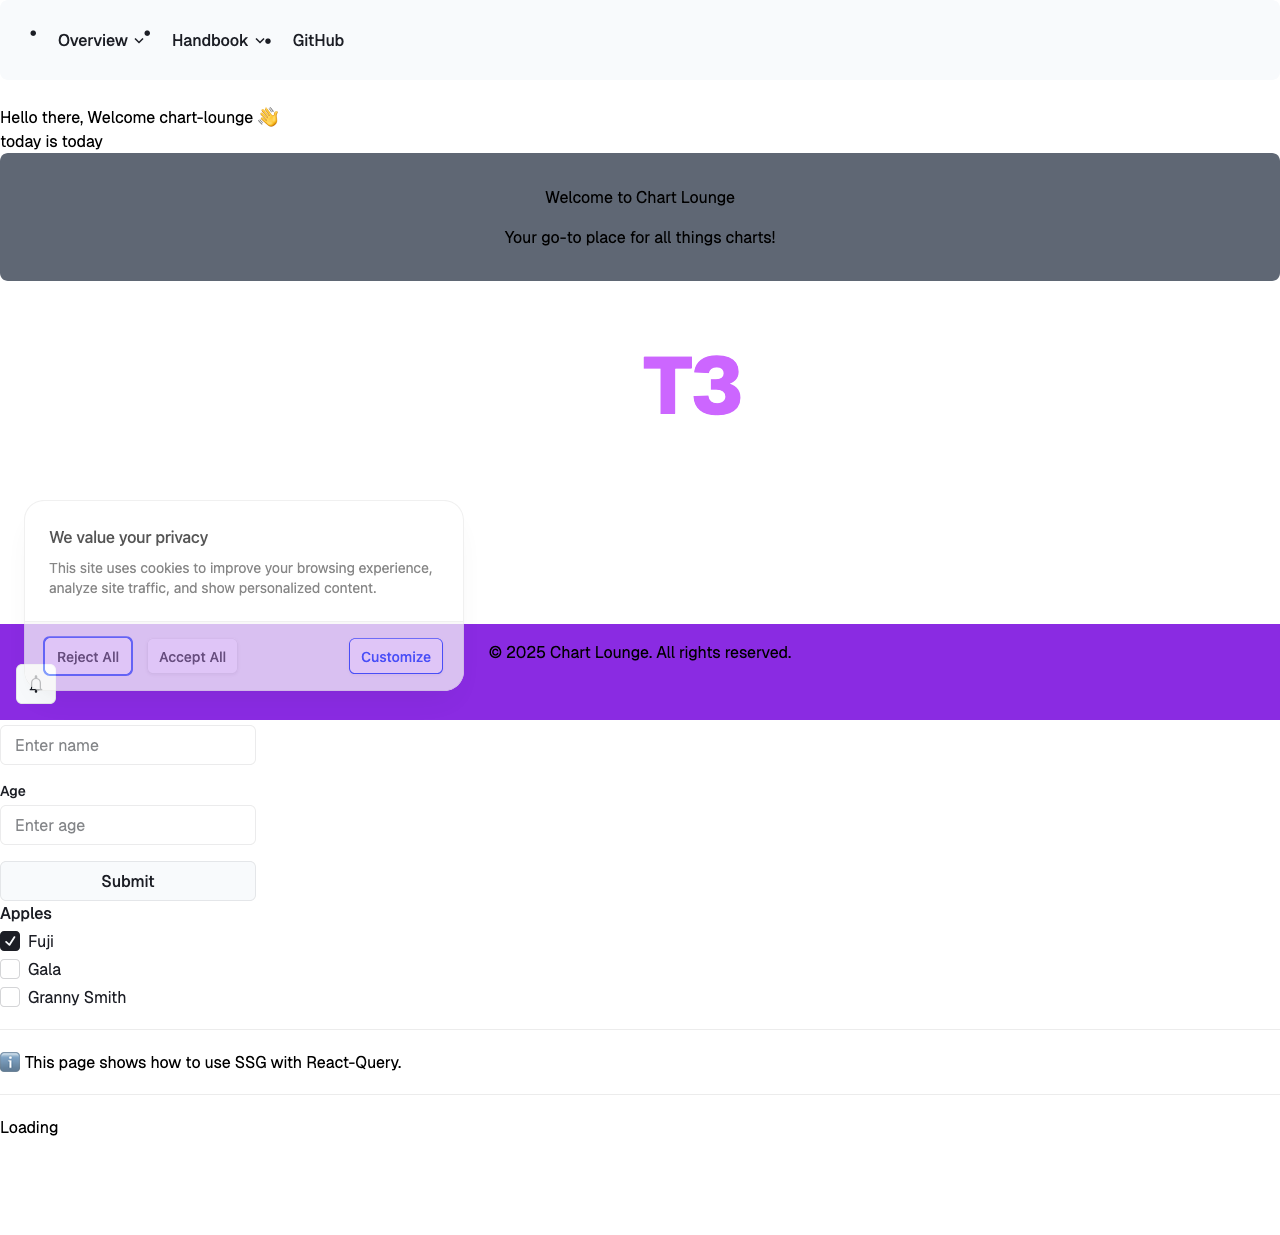 Overview
Handbook
GitHub
Hello there, Welcome chart-lounge 👋
today is today
Welcome to Chart Lounge
Your go-to place for all things charts!
T3
We value your privacy
This site uses cookies to improve your browsing experience,
analyze site traffic, and show personalized content.
Reject All
Accept All
Customize
© 2025 Chart Lounge. All rights reserved.
Enter name
Age
Enter age
Submit
Apples
Fuji
Gala
Granny Smith
ℹ️ This page shows how to use SSG with React-Query.
Loading